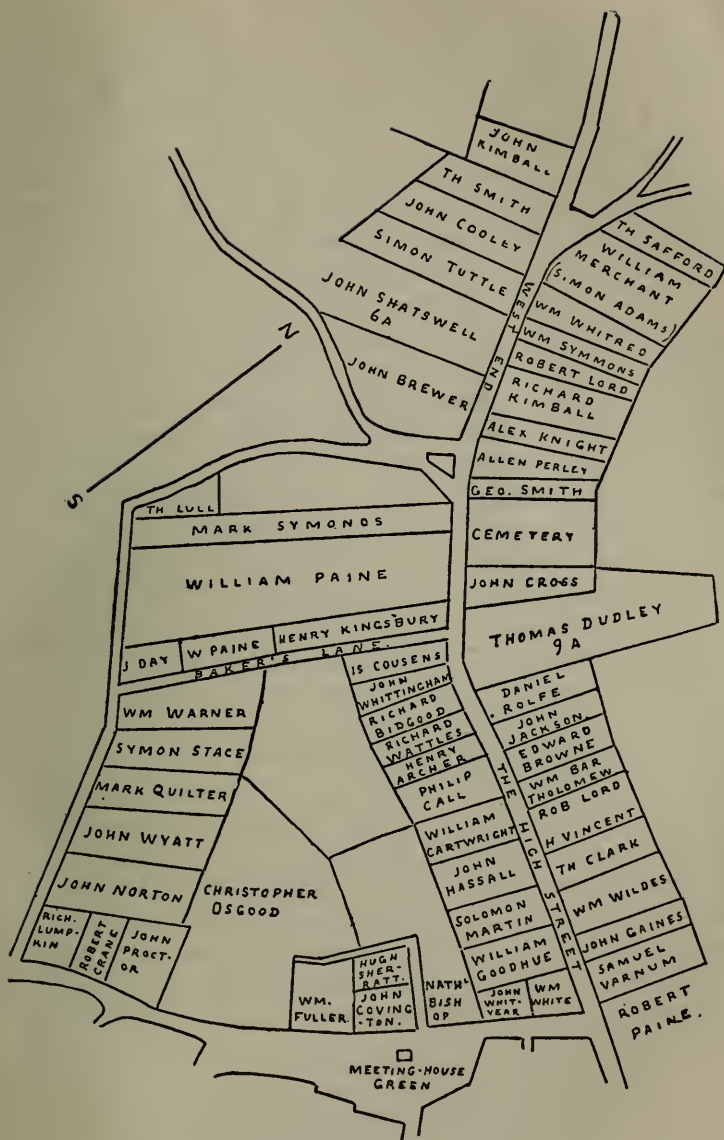 JOHN
KIMBALL
TH SMITH
JOHN COOLEY
SIMON TUTTLE
JOHN SHATSWELL
6A
JOHN BREWER
WEST END
TH SAFFORD
WILLIAM
MERCHANT
(SIMON ADAMS)
WM WHITRED
WM SYMMONS
ROBERT LORD
RICHARD
KIMBALL
ALEX KNIGHT
ALLEN PERLEY
GEO. SMITH
CEMETERY
JOHN CROSS
THOMAS DUDLEY
9A
N
S
TH LULL
MARK SYMONDS
WILLIAM PAINE
J DAY
W PAINE
HENRY KINGSBURY
BAKER'S LANE.
IS COUSENS
JOHN
WHITTINGHAM
RICHARD
BIDGOOD
RICHARD
WATTLES
HENRY
ARCHER
PHILIP
CALL
WILLIAM
CARTWRIGHT
JOHN
HASSALL
SOLOMON
MARTIN
WILLIAM
GOODHUE
JOHN
WHIT-
YEAR
WM
WHITE
THE HIGH STREET
DANIEL
ROLFE
JOHN
JACKSON
EDWARD
BROWNE
WM BAR
THOLOMEW
ROB LORD
H VINCENT
TH CLARK
WM WILDES
JOHN GAINES
SAMUEL
VARNUM
ROBERT
PAINE.
WM WARNER
SYMON STACE
MARK QUILTER
JOHN WYATT
JOHN NORTON
RICH.
LUMP-
KIN
ROBERT
CRANE
JOHN
PROCT-
OR
CHRISTOPHER
OSGOOD
WM.
FULLER.
HUGH
SHER-
RATT.
JOHN
COVING
-TON.
NATHL
BISH
OP
MEETING-HOUSE
GREEN